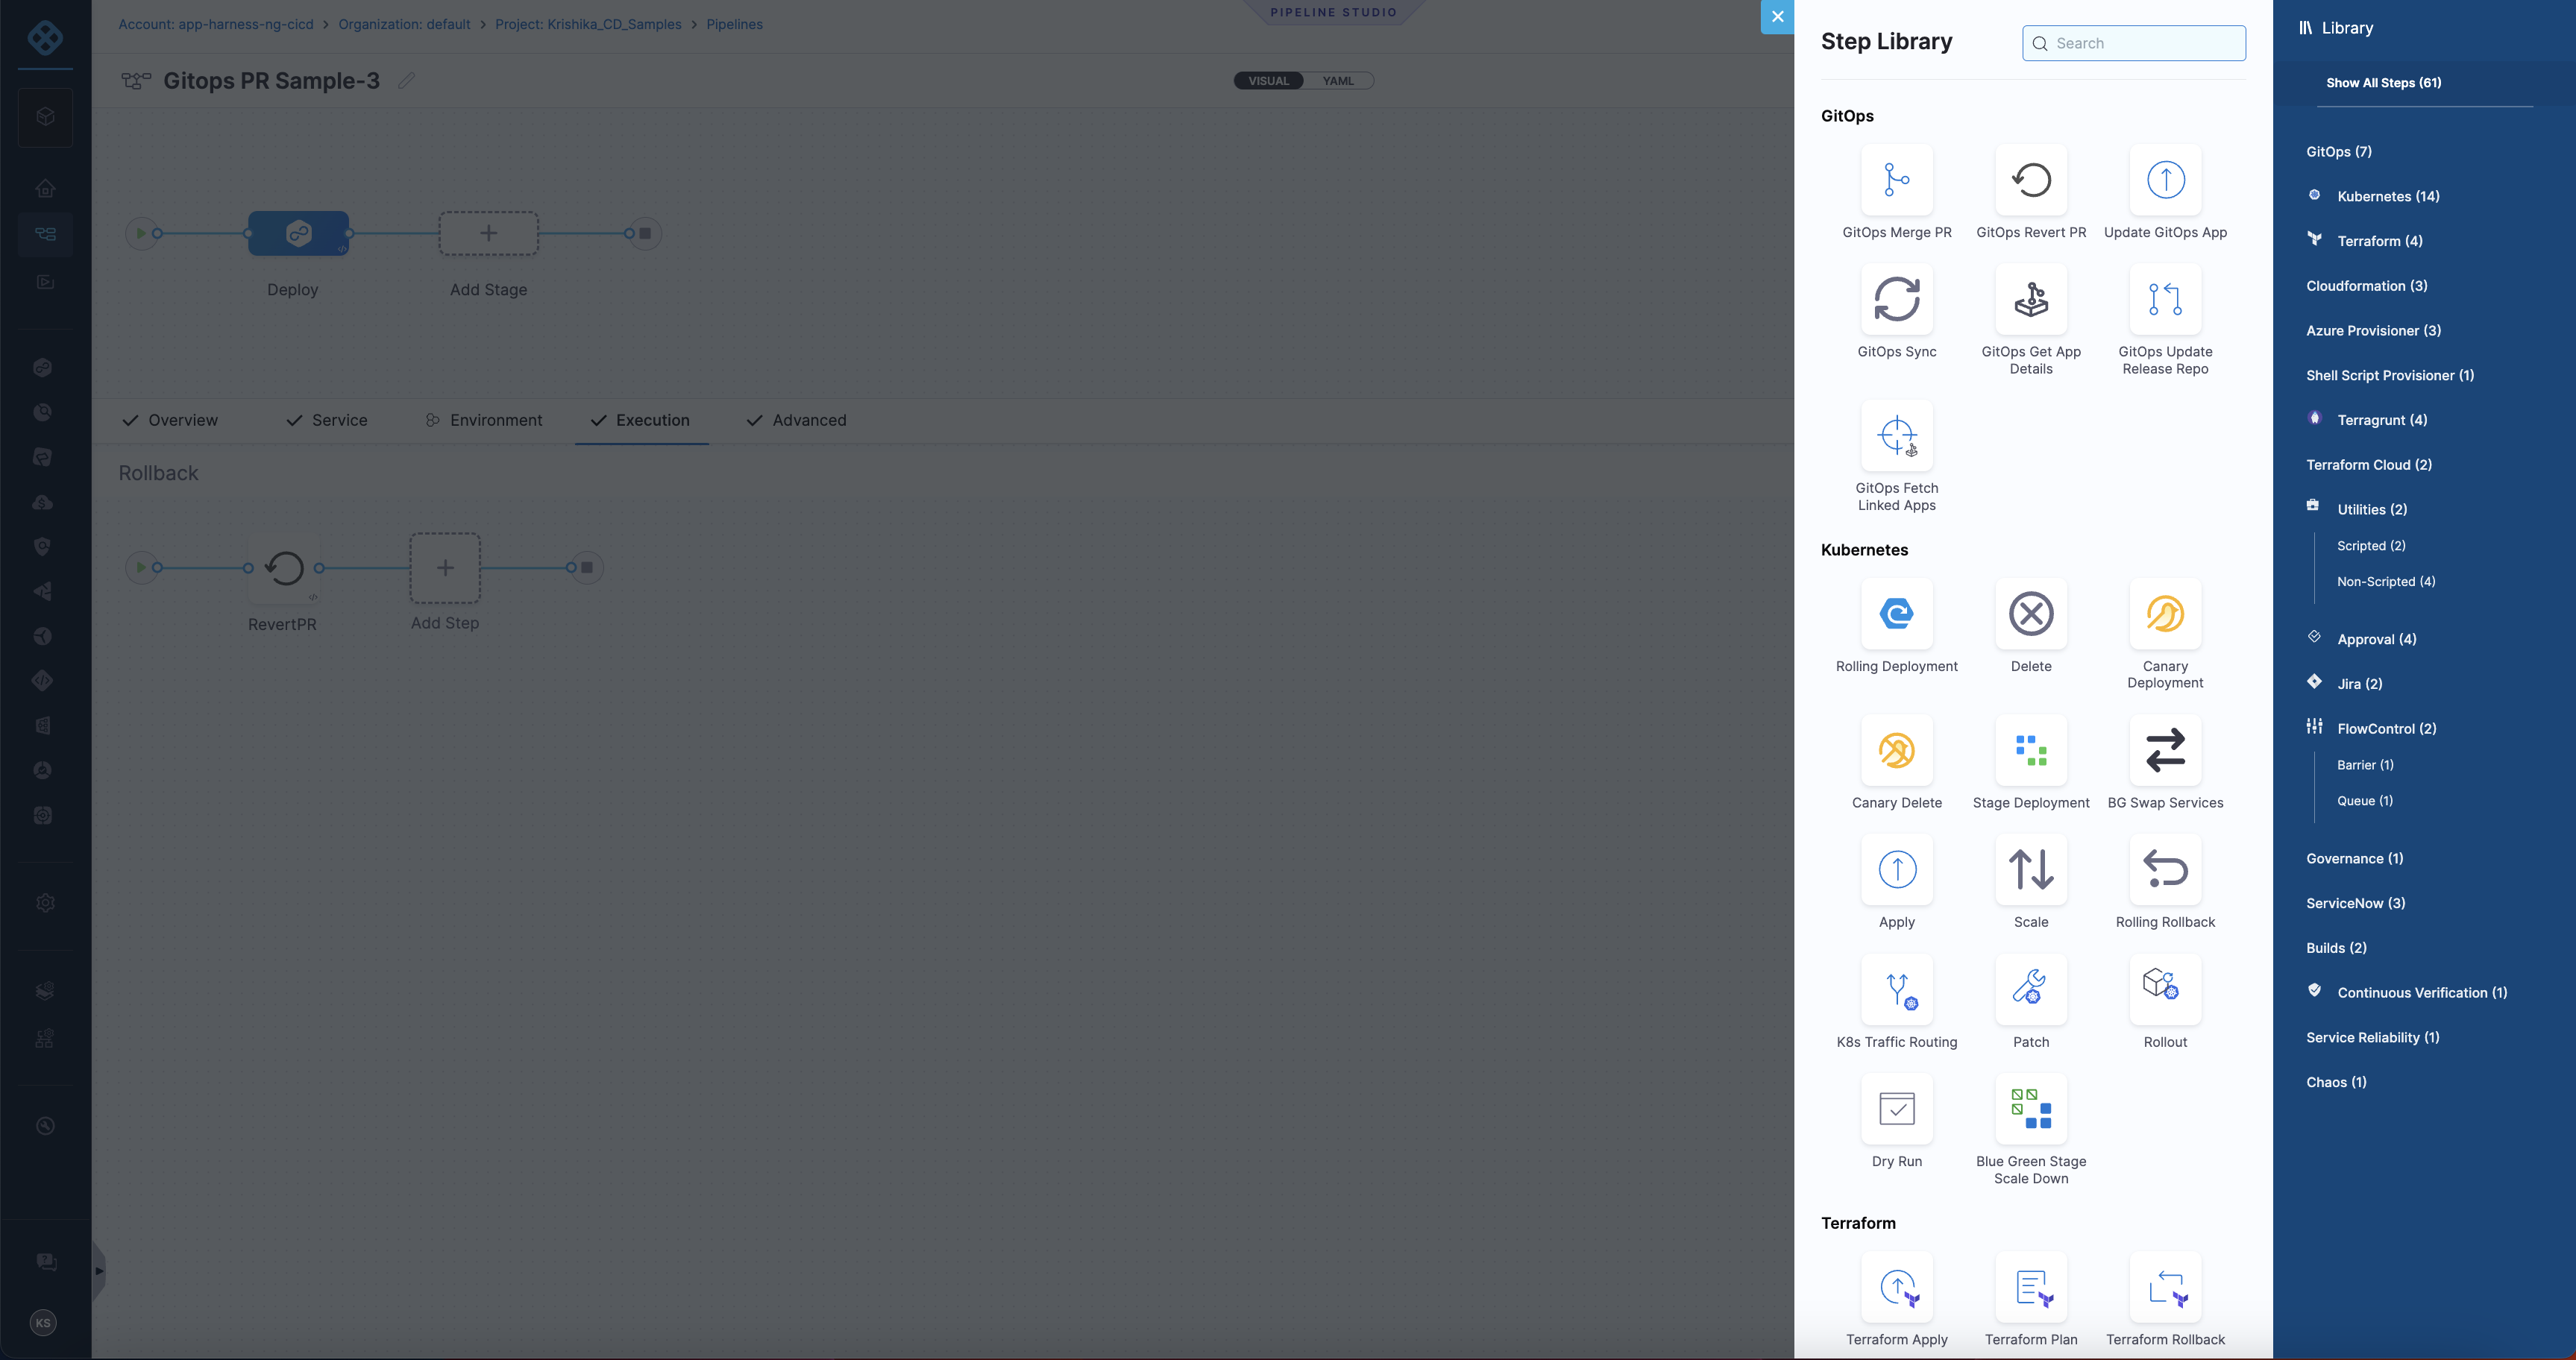 Account: app-harness-ng-cicd > Organization: default > Project: Krishika_CD_Samples > Pipelines
PIPELINE STUDIO
Gitops PR Sample-3
VISUAL
YAML
Deploy
Add Stage
Overview
Service
Environment
Execution
Advanced
Rollback
RevertPR
Add Step
KS
Step Library
Search
GitOps
GitOps Merge PR
GitOps Revert PR
Update GitOps App
GitOps Sync
GitOps Get App
Details
GitOps Update
Release Repo
GitOps Fetch
Linked Apps
Kubernetes
Rolling Deployment
Delete
Canary
Deployment
Canary Delete
Stage Deployment
BG Swap Services
Apply
Scale
Rolling Rollback
K8s Traffic Routing
Patch
Rollout
Dry Run
Blue Green Stage
Scale Down
Terraform
Terraform Apply
Terraform Plan
Terraform Rollback
Library
Show All Steps (61)
GitOps (7)
Kubernetes (14)
Terraform (4)
Cloudformation (3)
Azure Provisioner (3)
Shell Script Provisioner (1)
Terragrunt (4)
Terraform Cloud (2)
Utilities (2)
Scripted (2)
Non-Scripted (4)
Approval (4)
Jira (2)
FlowControl (2)
Barrier (1)
Queue (1)
Governance (1)
ServiceNow (3)
Builds (2)
Continuous Verification (1)
Service Reliability (1)
Chaos (1)